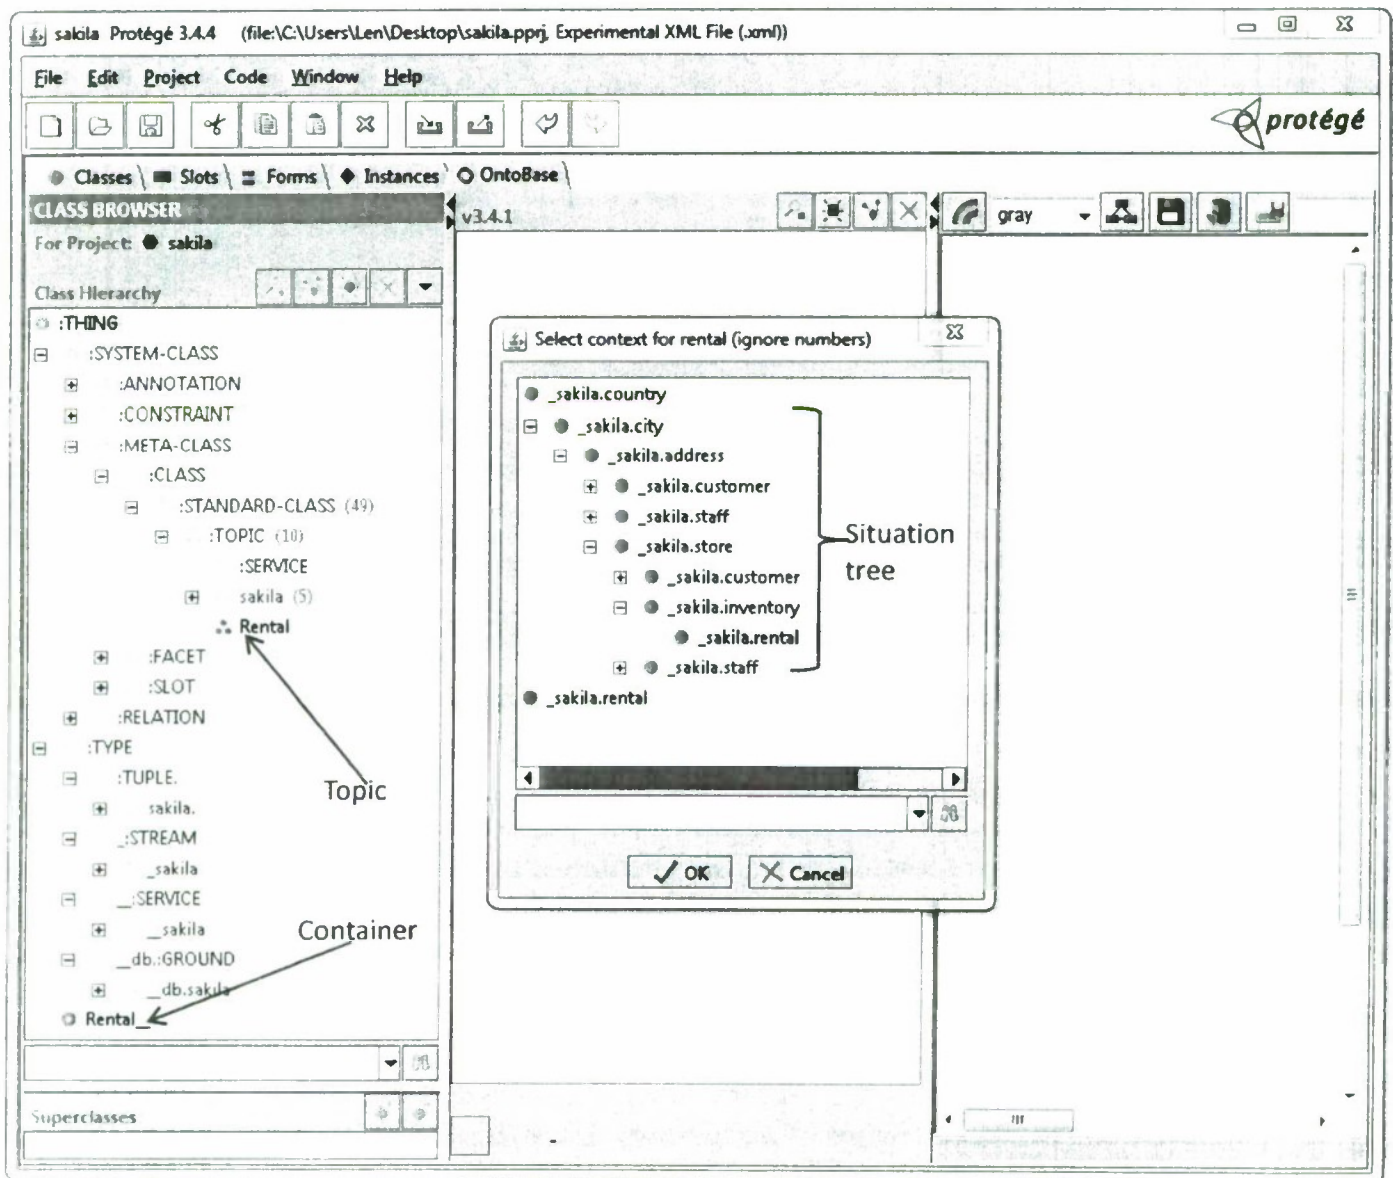 sakila Protégé 3.4.4 (file:\C:\Users\Len\Desktop\sakila.pprj, Experimental XML File (.xml))
File Edit Project Code Window Help
protégé
Classes Slots Forms Instances OntoBase
CLASS BROWSER
v3.4.1
gray
For Project: sakila
Class Hierarchy
:THING
:SYSTEM-CLASS
:ANNOTATION
:CONSTRAINT
:META-CLASS
:CLASS
:STANDARD-CLASS (49)
:TOPIC (10)
:SERVICE
sakila (5)
Rental
:FACET
:SLOT
:RELATION
:TYPE
:TUPLE.
sakila.
_:STREAM
_sakila
__:SERVICE
__sakila
__db.:GROUND
__db.sakila
Rental__
Superclasses
Topic
Container
Select context for rental (ignore numbers)
_sakila.country
_sakila.city
_sakila.address
_sakila.customer
_sakila.staff
_sakila.store
_sakila.customer
_sakila.inventory
_sakila.rental
_sakila.staff
_sakila.rental
Situation
tree
OK Cancel